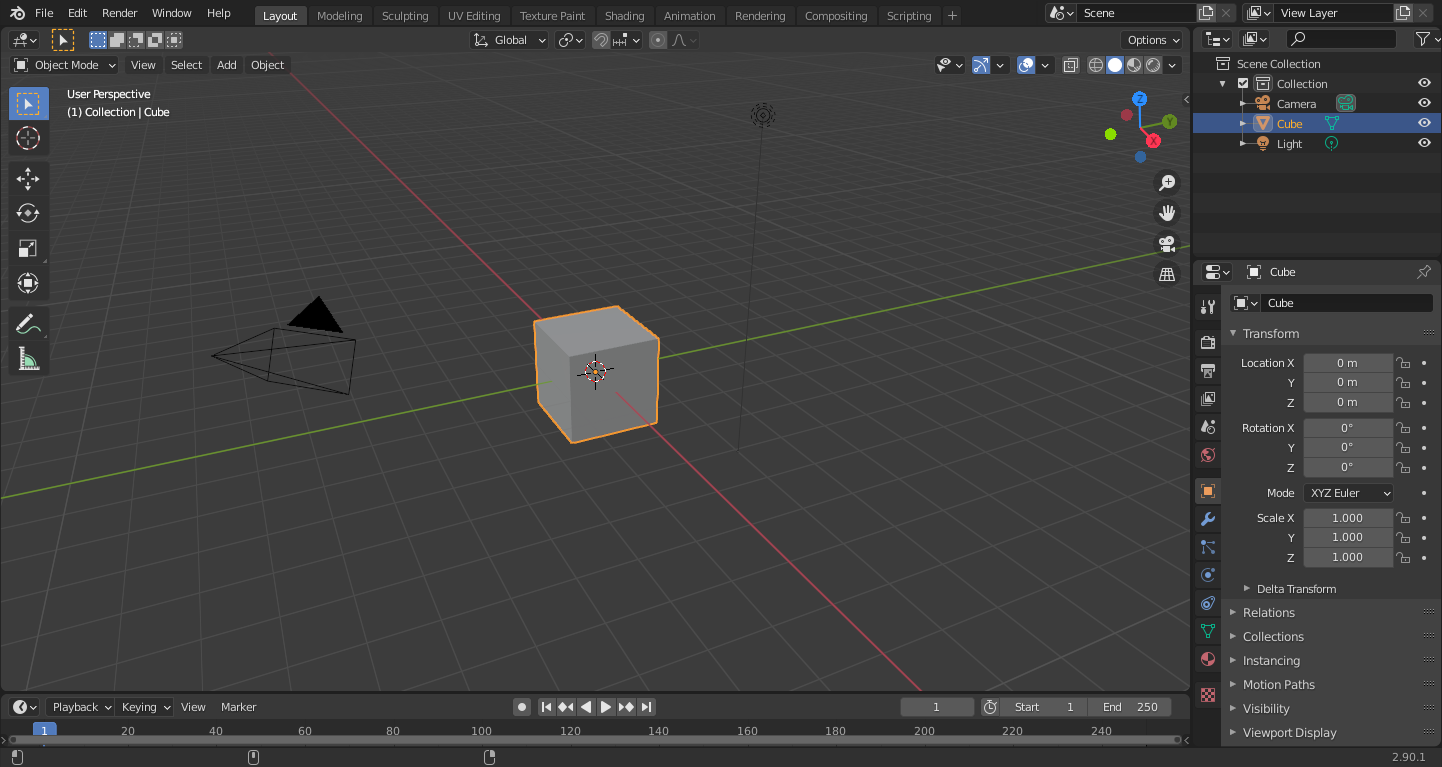 File Edit Render Window Help Layout Modeling Sculpting UV Editing Texture Paint Shading Animation Rendering Compositing Scripting + Scene View Layer
Global Options
Object Mode View Select Add Object
User Perspective
(1) Collection | Cube
Z
Y
X
Scene Collection
Collection
Camera
Cube
Light
Cube
Cube
Transform
Location X 0 m
Y 0 m
Z 0 m
Rotation X 0°
Y 0°
Z 0°
Mode XYZ Euler
Scale X 1.000
Y 1.000
Z 1.000
Delta Transform
Relations
Collections
Instancing
Motion Paths
Visibility
Viewport Display
Playback Keying View Marker 1 Start 1 End 250
1 20 40 60 80 100 120 140 160 180 200 220 240
2.90.1